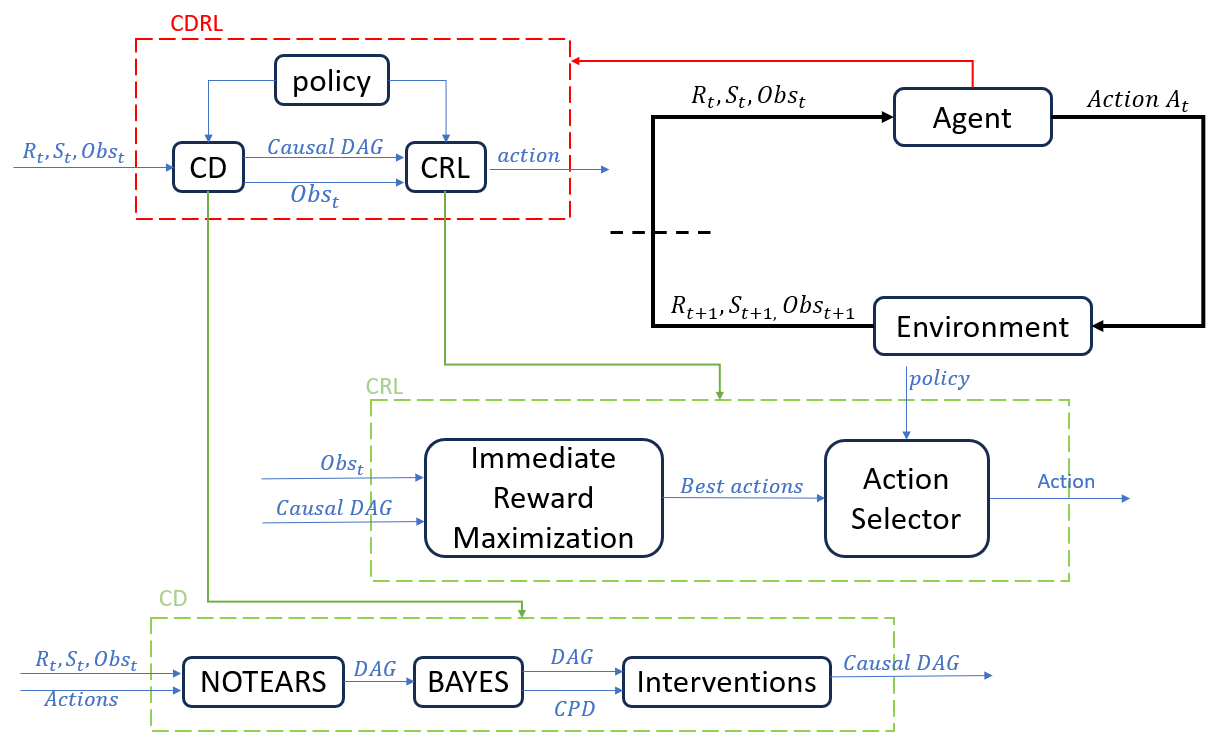 CDRL
policy
R_t, S_t, Obs_t
Action A_t
Agent
R_t, S_t, Obs_t
CD
Causal DAG
Obs_t
CRL
action
R_{t+1}, S_{t+1,} Obs_{t+1}
Environment
policy
CRL
Obs_t
Causal DAG
Immediate
Reward
Maximization
Best actions
Action
Selector
Action
CD
R_t, S_t, Obs_t
Actions
NOTEARS
DAG
BAYES
DAG
CPD
Interventions
Causal DAG